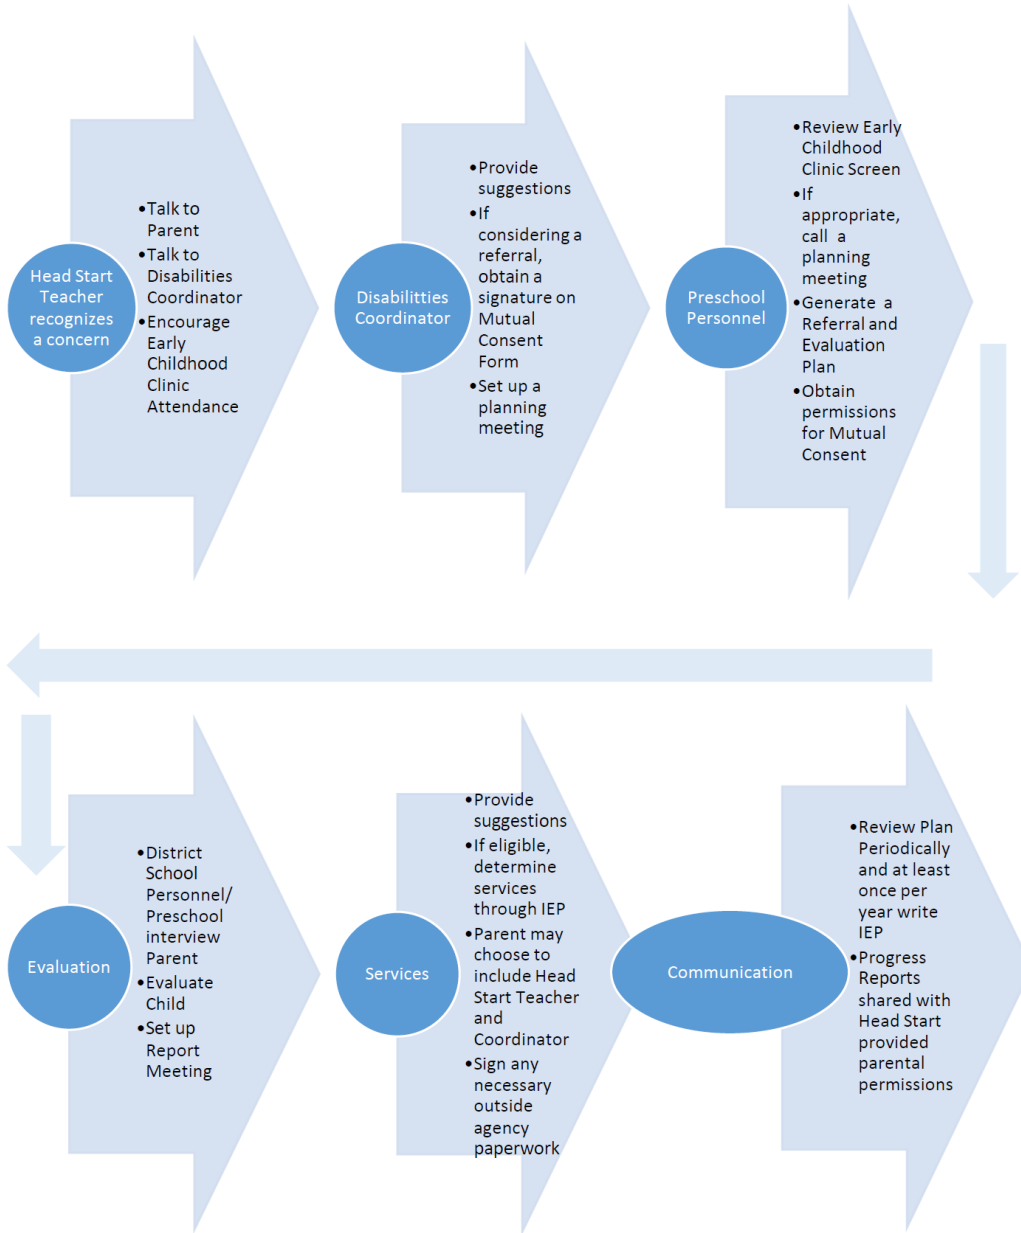 Head Start
Teacher
recognizes
a concern
•Talk to
Parent
•Talk to
Disabilities
Coordinator
•Encourage
Early
Childhood
Clinic
Attendance
Disabilitties
Coordinator
•Provide
suggestions
•If
considering a
referral,
obtain a
signature on
Mutual
Consent
Form
•Set up a
planning
meeting
Preschool
Personnel
•Review Early
Childhood
Clinic Screen
•If
appropriate,
call a
planning
meeting
•Generate a
Referral and
Evaluation
Plan
•Obtain
permissions
for Mutual
Consent
Evaluation
•District
School
Personnel/
Preschool
interview
Parent
•Evaluate
Child
•Set up
Report
Meeting
Services
•Provide
suggestions
•If eligible,
determine
services
through IEP
•Parent may
choose to
include Head
Start Teacher
and
Coordinator
•Sign any
necessary
outside
agency
paperwork
Communication
•Review Plan
Periodically
and at least
once per
year write
IEP
•Progress
Reports
shared with
Head Start
provided
parental
permissions